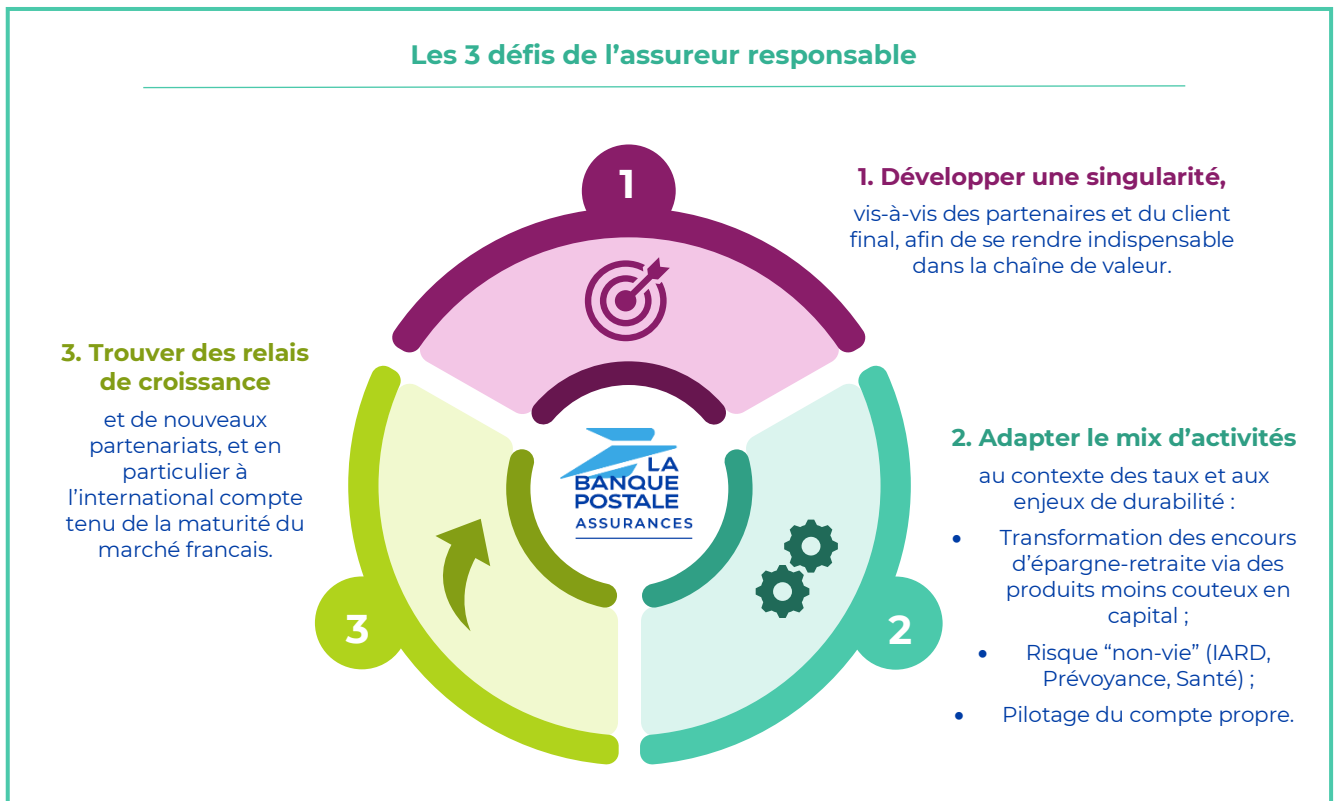 Les 3 défis de l'assureur responsable
1
1. Développer une singularité,
vis-à-vis des partenaires et du client
final, afin de se rendre indispensable
dans la chaîne de valeur.
3. Trouver des relais
de croissance
et de nouveaux
partenariats, et en
particulier à
l'international compte
tenu de la maturité du
marché francais.
LA
BANQUE
POSTALE
ASSURANCES
2. Adapter le mix d'activités
au contexte des taux et aux
enjeux de durabilité :
• Transformation des encours
d'épargne-retraite via des
produits moins couteux en
capital ;
• Risque “non-vie” (IARD,
Prévoyance, Santé) ;
• Pilotage du compte propre.
3
2